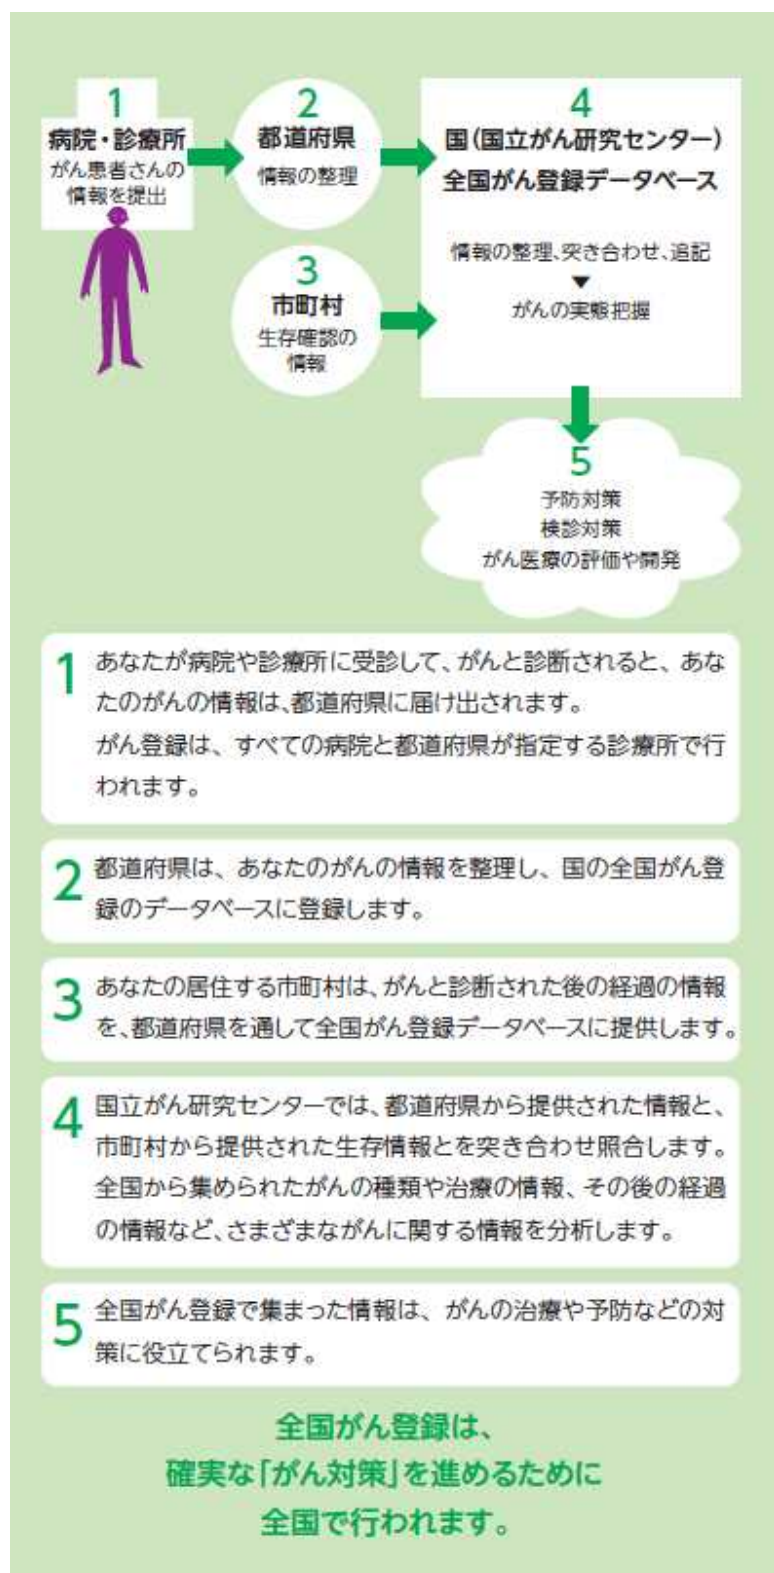 1
病院・診療所
がん患者さんの
情報を提出
2
都道府県
情報の整理
3
市町村
生存確認の
情報
4
国(国立がん研究センター)
全国がん登録データベース
情報の整理、突き合わせ、追記
▼
がんの実態把握
5
予防対策
検診対策
がん医療の評価や開発
1
あなたが病院や診療所に受診して、がんと診断されると、あな
たのがんの情報は、都道府県に届け出されます。
がん登録は、すべての病院と都道府県が指定する診療所で行
われます。
2
都道府県は、あなたのがんの情報を整理し、国の全国がん登
録のデータベースに登録します。
3
あなたの居住する市町村は、がんと診断された後の経過の情報
を、都道府県を通して全国がん登録データベースに提供します。
4
国立がん研究センターでは、都道府県から提供された情報と、
市町村から提供された生存情報とを突き合わせ照合します。
全国から集められたがんの種類や治療の情報、その後の経過
の情報など、さまざまながんに関する情報を分析します。
5
全国がん登録で集まった情報は、がんの治療や予防などの対
策に役立てられます。
全国がん登録は、
確実な「がん対策」を進めるために
全国で行われます。